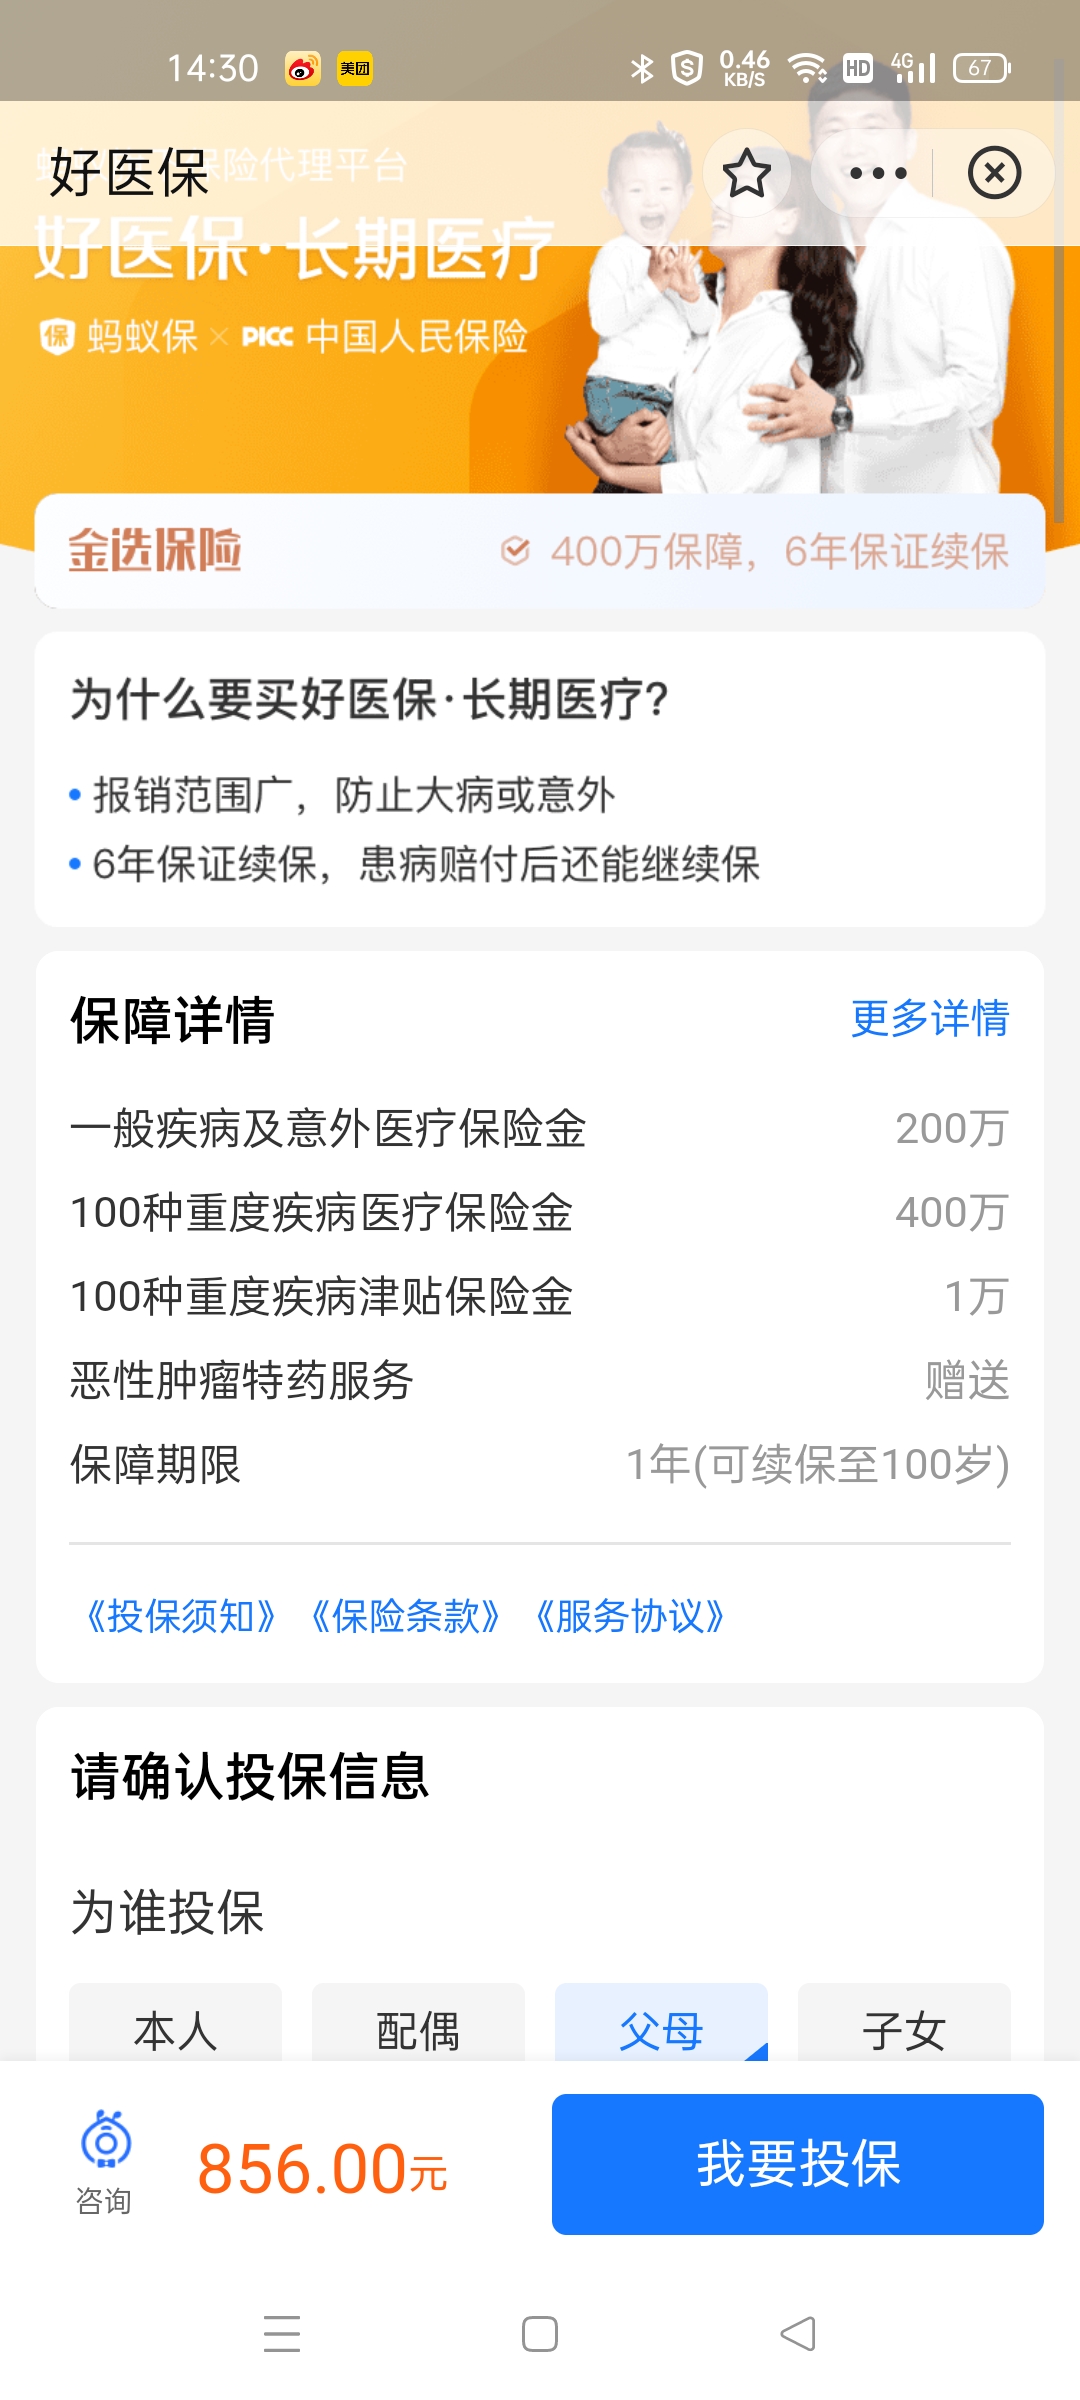 14:30 美团 0.46 KB/S HD 4G 67
好医保
保险代理平台
好医保·长期医疗
保 蚂蚁保 × PICC 中国人民保险
金选保险 400万保障，6年保证续保
为什么要买好医保·长期医疗?
• 报销范围广，防止大病或意外
• 6年保证续保，患病赔付后还能继续保
保障详情 更多详情
一般疾病及意外医疗保险金 200万
100种重度疾病医疗保险金 400万
100种重度疾病津贴保险金 1万
恶性肿瘤特药服务 赠送
保障期限 1年(可续保至100岁)
《投保须知》《保险条款》《服务协议》
请确认投保信息
为谁投保
本人 配偶 父母 子女
咨询 856.00元 我要投保